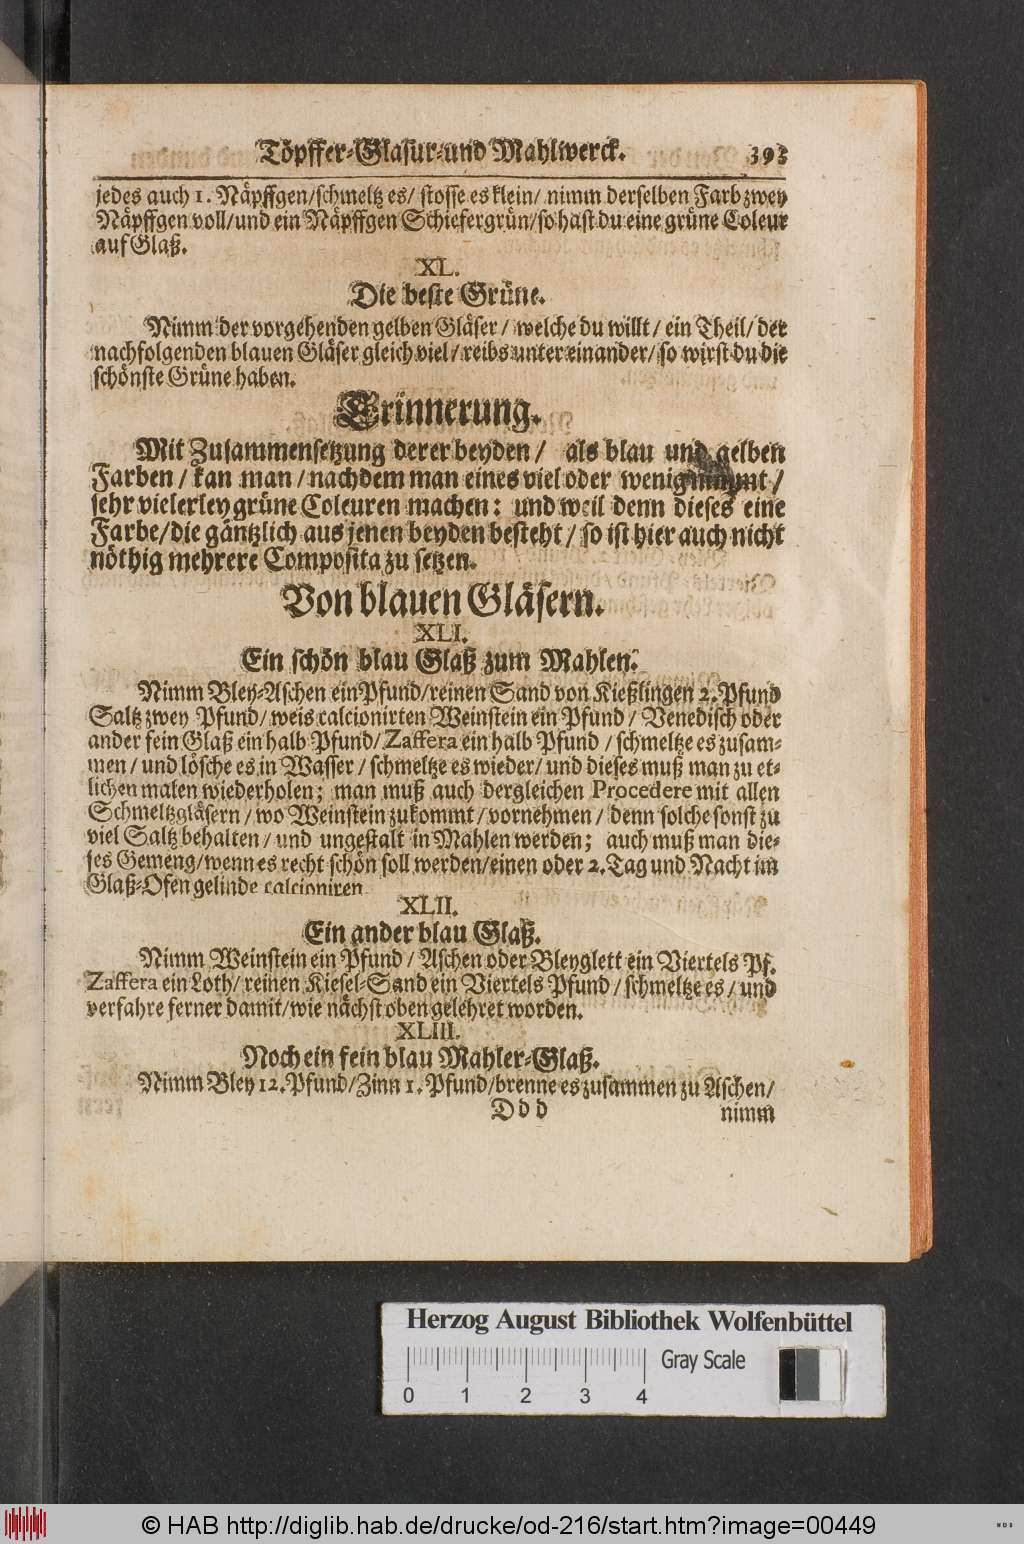 Töpffer-Glasur-und Mahlwerck. 393
jedes auch 1. Näpffgen/schmeltz es/ stosse es klein/ nimm derselben Farb zwey
Näpffgen voll/und ein Näpffgen Schiefergrün/so hast du eine grüne Coleur
auf Glaß.
XL.
Die beste Grüne.
Nimm der vorgehenden gelben Gläser / welche du willt / ein Theil/ der
nachfolgenden blauen Gläser gleich viel/ reibs unter einander/ so wirst du die
schönste Grüne haben.
Erinnerung.
Mit Zusammensetzung derer beyden / als blau und gelben
Farben / kan man / nachdem man eines viel oder wenig nimmt /
sehr vielerley grüne Coleuren machen: und weil denn dieses eine
Farbe/die gäntzlich aus jenen beyden besteht / so ist hier auch nicht
nöthig mehrere Composita zu setzen.
Von blauen Gläsern.
XLI.
Ein schön blau Glaß zum Mahlen.
Nimm Bley-Aschen ein Pfund/reinen Sand von Kießlingen 2. Pfund
Saltz zwey Pfund/ weis calcionirten Weinstein ein Pfund / Venedisch oder
ander fein Glaß ein halb Pfund/ Zaffera ein halb Pfund / schmeltze es zusam-
men / und lösche es in Wasser / schmeltze es wieder/ und dieses muß man zu et-
lichen malen wiederholen; man muß auch dergleichen Procedere mit allen
Schmeltzgläsern / wo Weinstein zukommt / vornehmen / denn solche sonst zu
viel Saltz behalten / und ungestalt in Mahlen werden; auch muß man die-
ses Gemeng/wenn es recht schön soll werden/einen oder 2. Tag und Nacht im
Glaß-Ofen gelinde calcioniren
XLII.
Ein ander blau Glaß.
Nimm Weinstein ein Pfund / Aschen oder Bleyglett ein Viertels Pf.
Zaffera ein Loth/ reinen Kiesel-Sand ein Viertels Pfund / schmeltze es / und
verfahre ferner damit/wie nächst oben gelehret worden.
XLIII.
Noch ein fein blau Mahler-Glaß.
Nimm Bley 12. Pfund/Zinn 1. Pfund/brenne es zusammen zu Aschen/
D d d nimm
Herzog August Bibliothek Wolfenbüttel
Gray Scale
0 1 2 3 4
© HAB http://diglib.hab.de/drucke/od-216/start.htm?image=00449